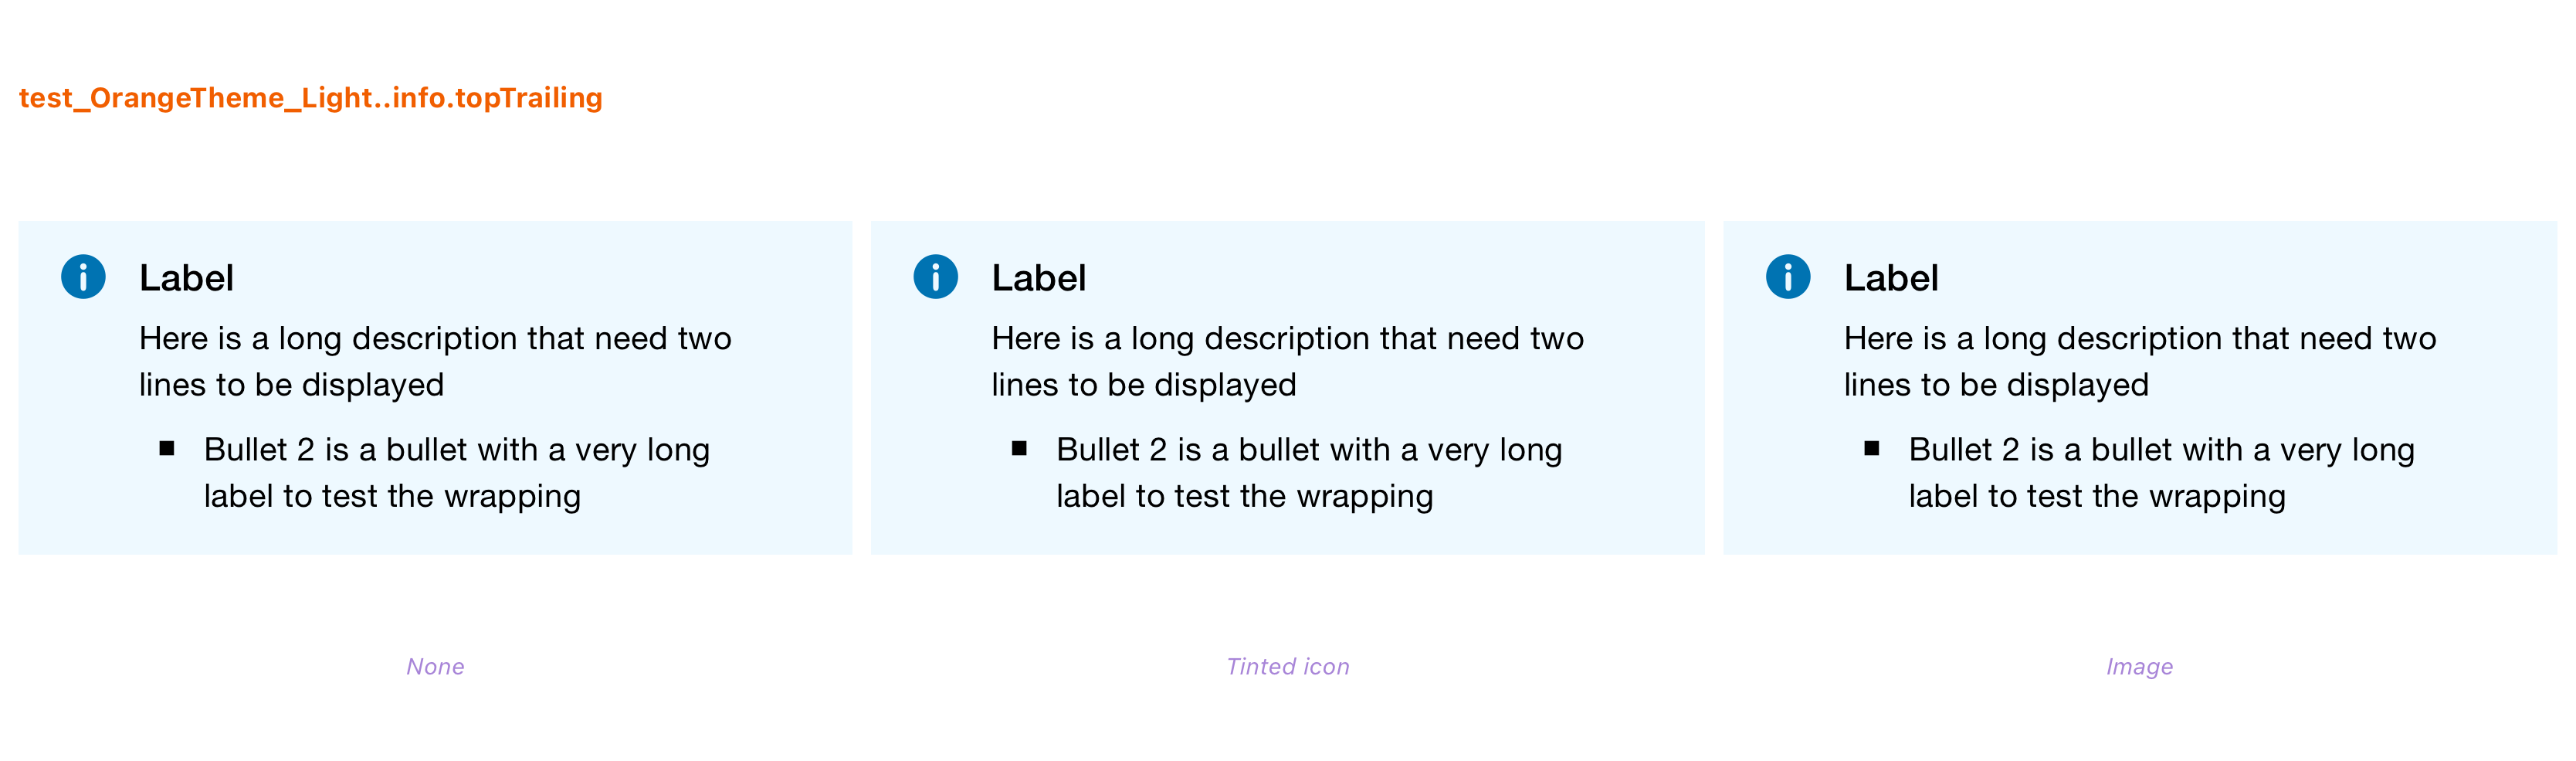 test_OrangeTheme_Light..info.topTrailing
Label
Here is a long description that need two
lines to be displayed
■ Bullet 2 is a bullet with a very long
label to test the wrapping
Label
Here is a long description that need two
lines to be displayed
■ Bullet 2 is a bullet with a very long
label to test the wrapping
Label
Here is a long description that need two
lines to be displayed
■ Bullet 2 is a bullet with a very long
label to test the wrapping
None
Tinted icon
Image